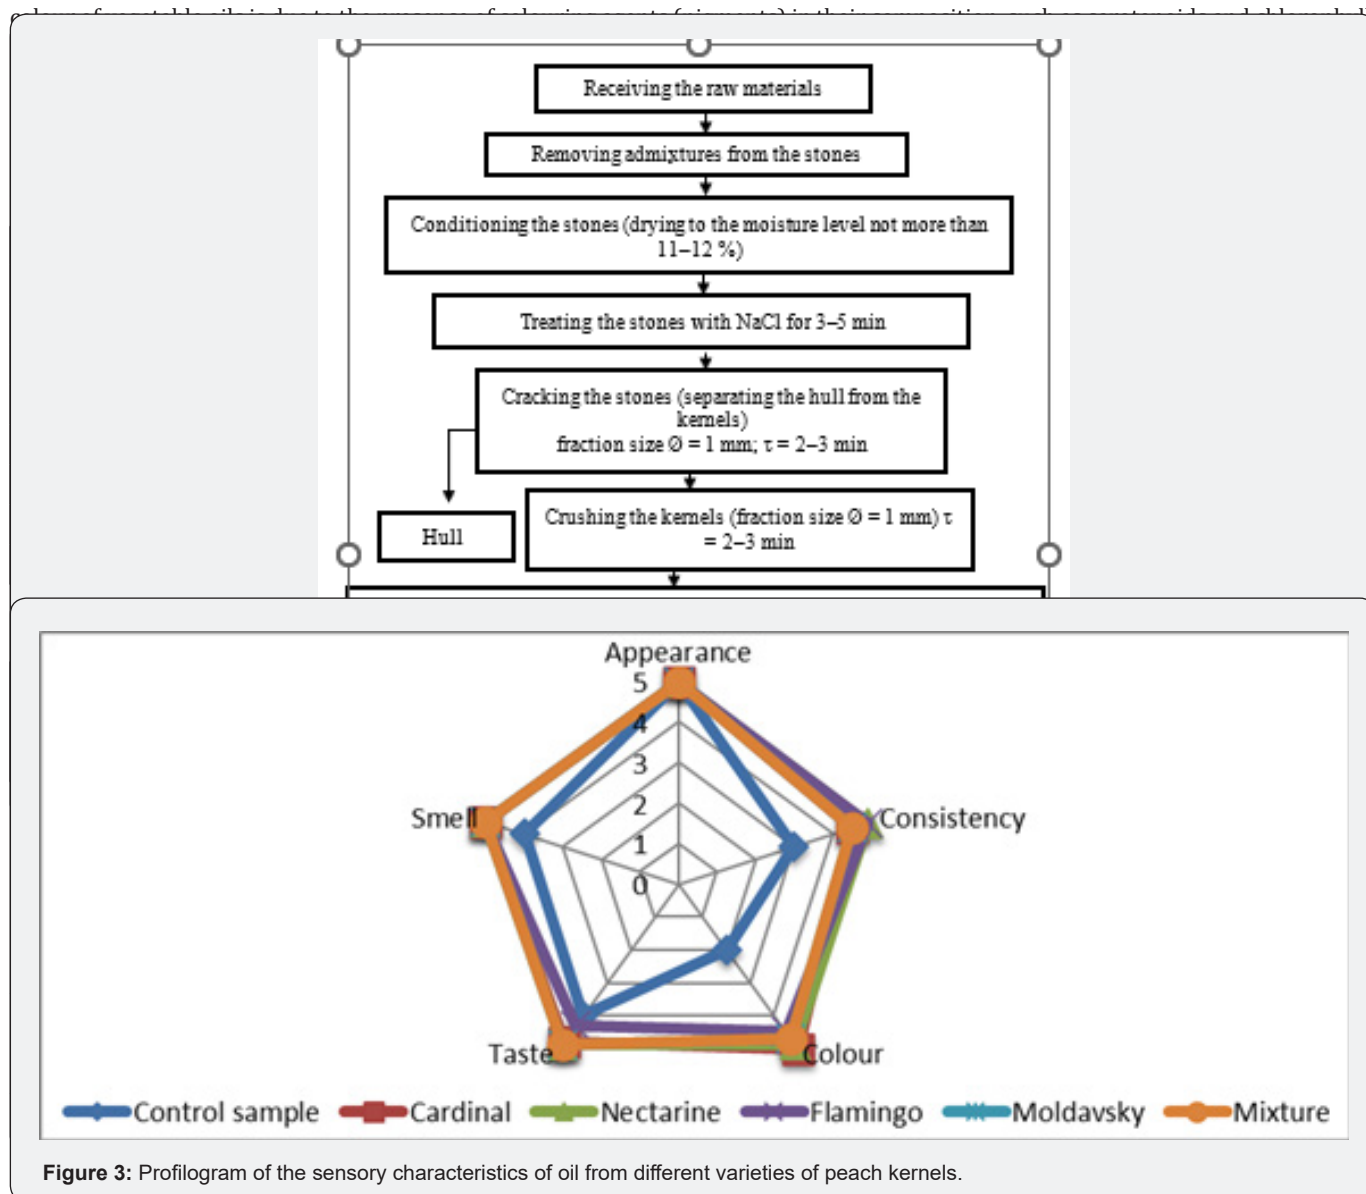 Receiving the raw materials
Removing admixtures from the stones
Conditioning the stones (drying to the moisture level not more than
11–12 %)
Treating the stones with NaCl for 3–5 min
Cracking the stones (separating the hull from the
kernels)
fraction size Ø = 1 mm; τ = 2–3 min
Hull
Crushing the kernels (fraction size Ø = 1 mm) τ
= 2–3 min
Appearance
5
4
3
2
1
0
Smell
Consistency
Taste
Colour
Control sample Cardinal Nectarine Flamingo Moldavsky Mixture
Figure 3: Profilogram of the sensory characteristics of oil from different varieties of peach kernels.